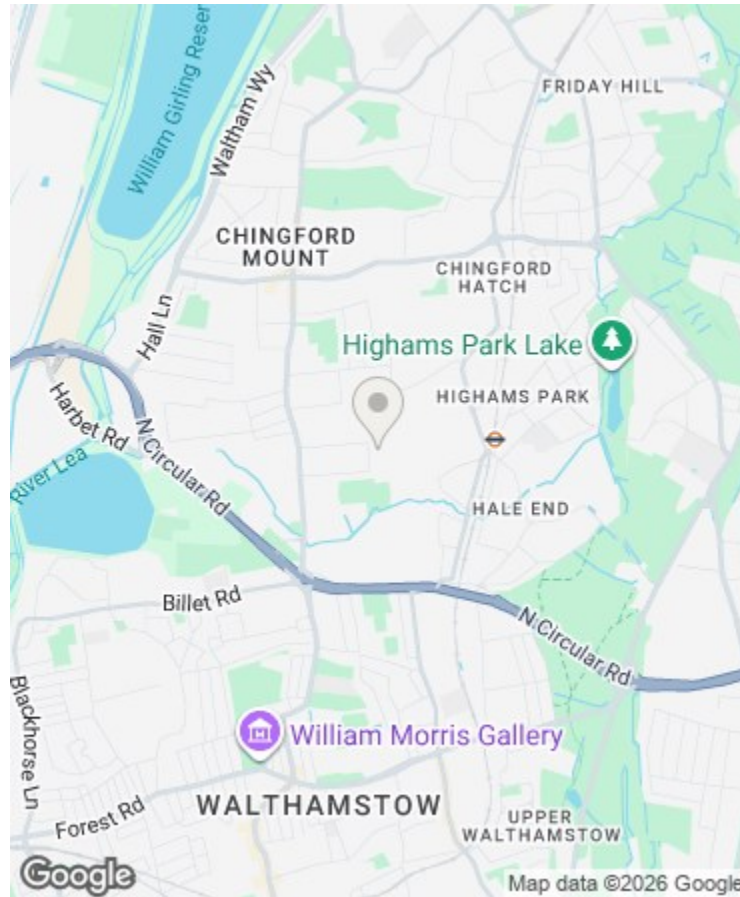 William Girling Reser
Waltham Wy
FRIDAY HILL
CHINGFORD
MOUNT
CHINGFORD
HATCH
Hall Ln
Highams Park Lake
HIGHAMS PARK
Harbet Rd
N Circular Rd
River Lea
HALE END
Billet Rd
N Circular Rd
Blackhorse Ln
William Morris Gallery
WALTHAMSTOW
Forest Rd
UPPER
WALTHAMSTOW
Google
Map data ©2026 Google